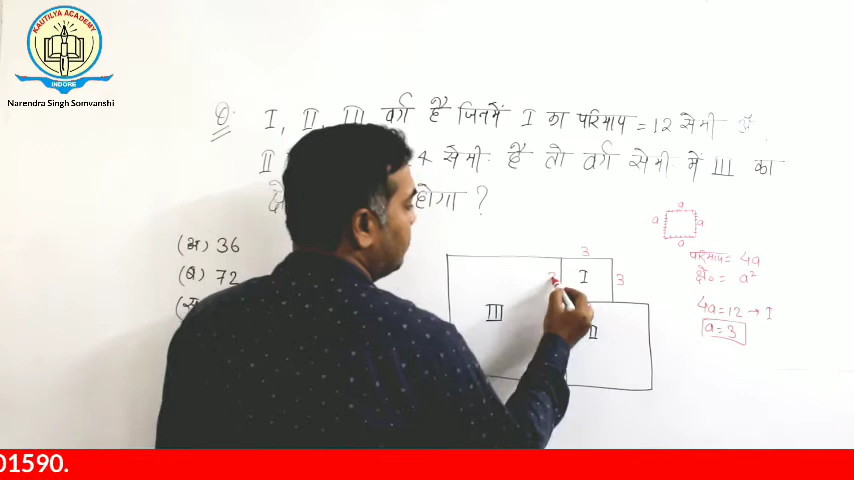 KAUTILYA ACADEMY
INDORE
Narendra Singh Somvanshi
Q. I, II, III वर्ग है जिनमें I का परिमाप = 12 सेमी
II 4 सेमी. है तो वर्ग सेमी में III का
होगा ?
(अ) 36
(ब) 72
3
I
3
III
II
a
a
a
a
परिमाप = 4a
क्षे० = a²
4a = 12 → I
a = 3
01590.